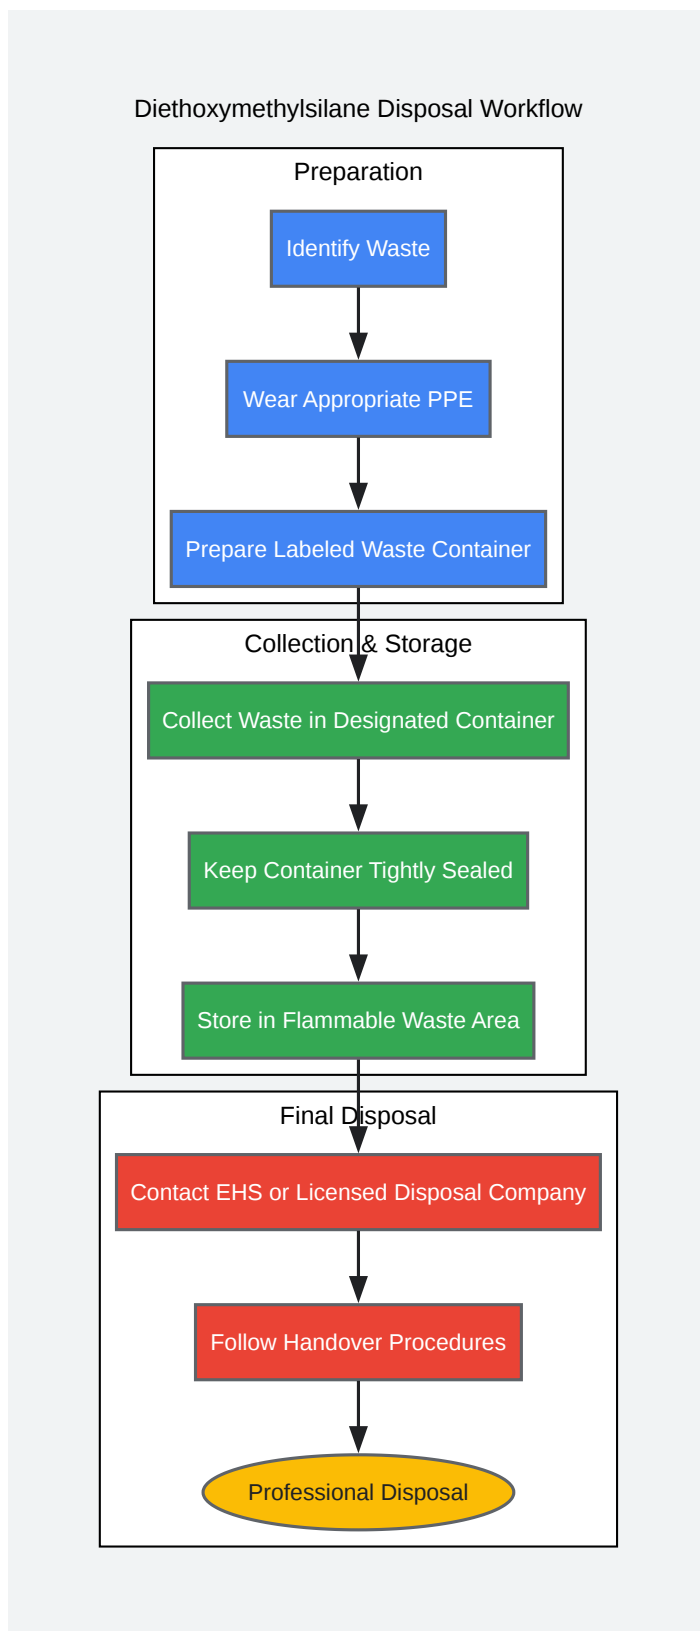 Diethoxymethylsilane Disposal Workflow
Preparation
Identify Waste
Wear Appropriate PPE
Prepare Labeled Waste Container
Collection & Storage
Collect Waste in Designated Container
Keep Container Tightly Sealed
Store in Flammable Waste Area
Final Disposal
Contact EHS or Licensed Disposal Company
Follow Handover Procedures
Professional Disposal